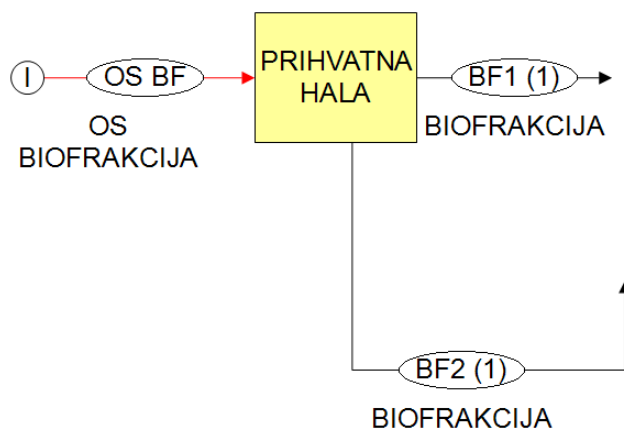 I
OS BF
PRIHVATNA
HALA
BF1 (1)
OS
BIOFRAKCIJA
BIOFRAKCIJA
BF2 (1)
BIOFRAKCIJA